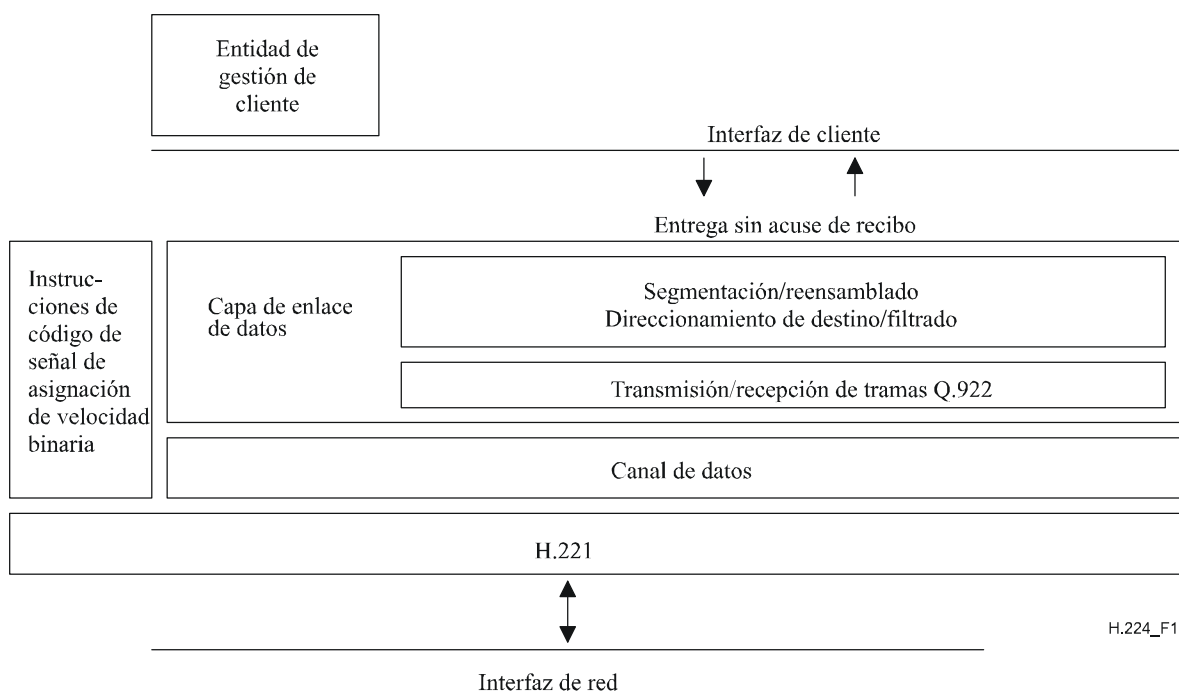 Entidad de
gestión de
cliente
Interfaz de cliente
Entrega sin acuse de recibo
Instruc-
ciones de
código de
señal de
asignación
de velocidad
binaria
Capa de enlace
de datos
Segmentación/reensamblado
Direccionamiento de destino/filtrado
Transmisión/recepción de tramas Q.922
Canal de datos
H.221
H.224_F1
Interfaz de red